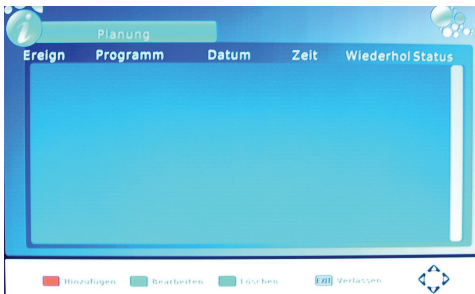 Planung
Ereign Programm Datum Zeit Wiederhol Status
Hinzufügen Bearbeiten Löschen EXIT Verlassen